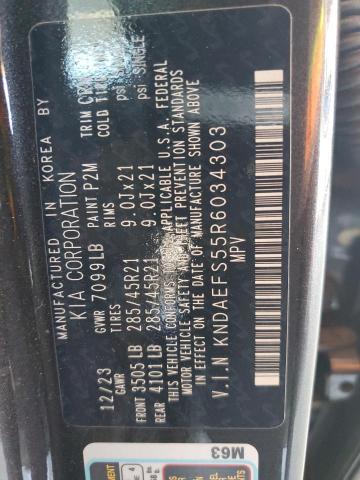 MANUFACTURED IN KOREA BY
KIA CORPORATION
12/23 GVWR 7099LB PAINT P2M TRIM
GAWR TIRES RIMS COLD
FRONT 3505 LB 285/45R21 9.0Jx21 psi
REAR 4101LB 285/45R21 9.0Jx21 psi SINGLE
THIS VEHICLE CONFORMS TO ALL APPLICABLE U.S.A. FEDERAL
MOTOR VEHICLE SAFETY AND THEFT PREVENTION STANDARDS
IN EFFECT ON THE DATE OF MANUFACTURE SHOWN ABOVE
V.I.N KNDAEFS55R6034303
MPV
M63